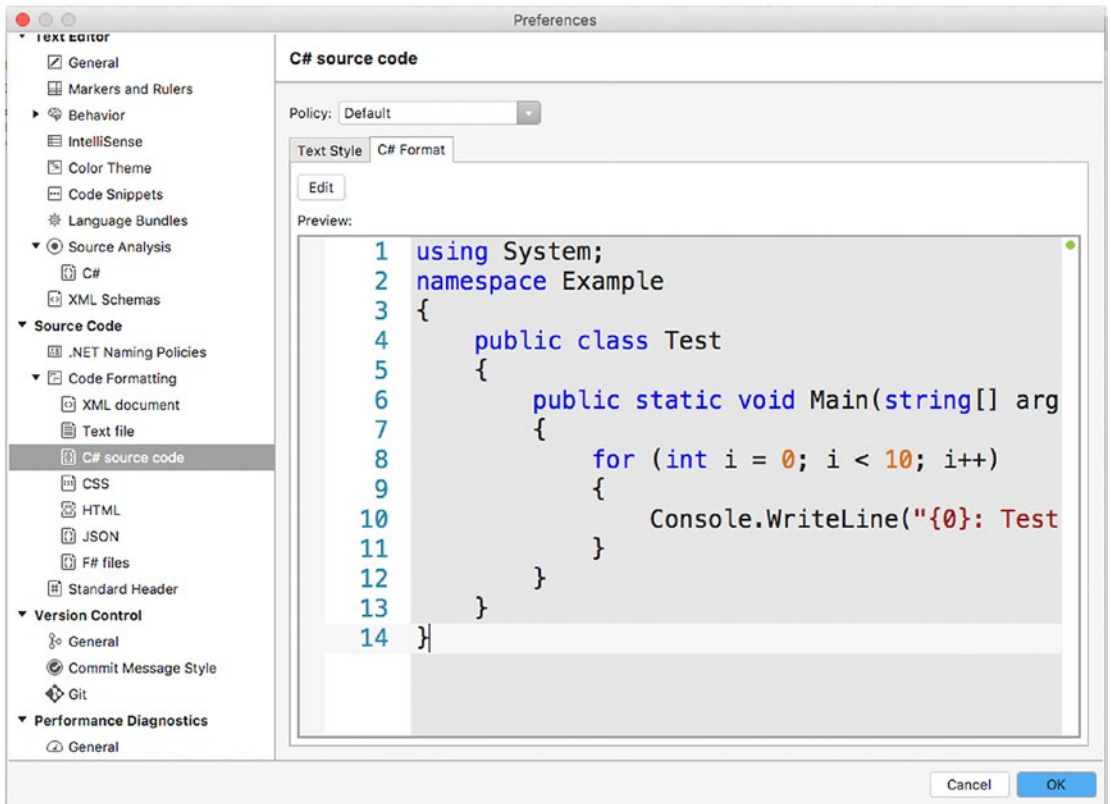 Preferences
Text Editor
General
Markers and Rulers
Behavior
IntelliSense
Color Theme
Code Snippets
Language Bundles
Source Analysis
C#
XML Schemas
Source Code
.NET Naming Policies
Code Formatting
XML document
Text file
C# source code
CSS
HTML
JSON
F# files
Standard Header
Version Control
General
Commit Message Style
Git
Performance Diagnostics
General
C# source code
Policy: Default
Text Style C# Format
Edit
Preview:
1 using System;
2 namespace Example
3 {
4     public class Test
5     {
6         public static void Main(string[] arg
7         {
8             for (int i = 0; i < 10; i++)
9             {
10                 Console.WriteLine("{0}: Test
11             }
12         }
13     }
14 }
Cancel OK